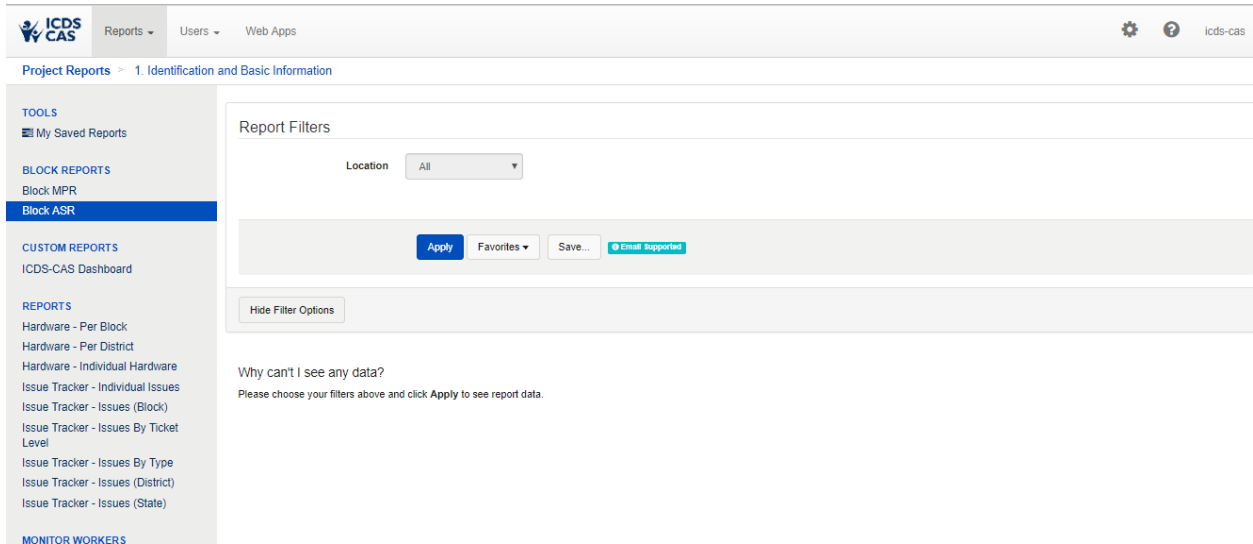 ICDS
CAS
Reports
Users
Web Apps
icds-cas
Project Reports > 1. Identification and Basic Information
TOOLS
My Saved Reports
BLOCK REPORTS
Block MPR
Block ASR
CUSTOM REPORTS
ICDS-CAS Dashboard
REPORTS
Hardware - Per Block
Hardware - Per District
Hardware - Individual Hardware
Issue Tracker - Individual Issues
Issue Tracker - Issues (Block)
Issue Tracker - Issues By Ticket
Level
Issue Tracker - Issues By Type
Issue Tracker - Issues (District)
Issue Tracker - Issues (State)
MONITOR WORKERS
Report Filters
Location All
Apply Favorites Save... Email Supported
Hide Filter Options
Why can't I see any data?
Please choose your filters above and click Apply to see report data.